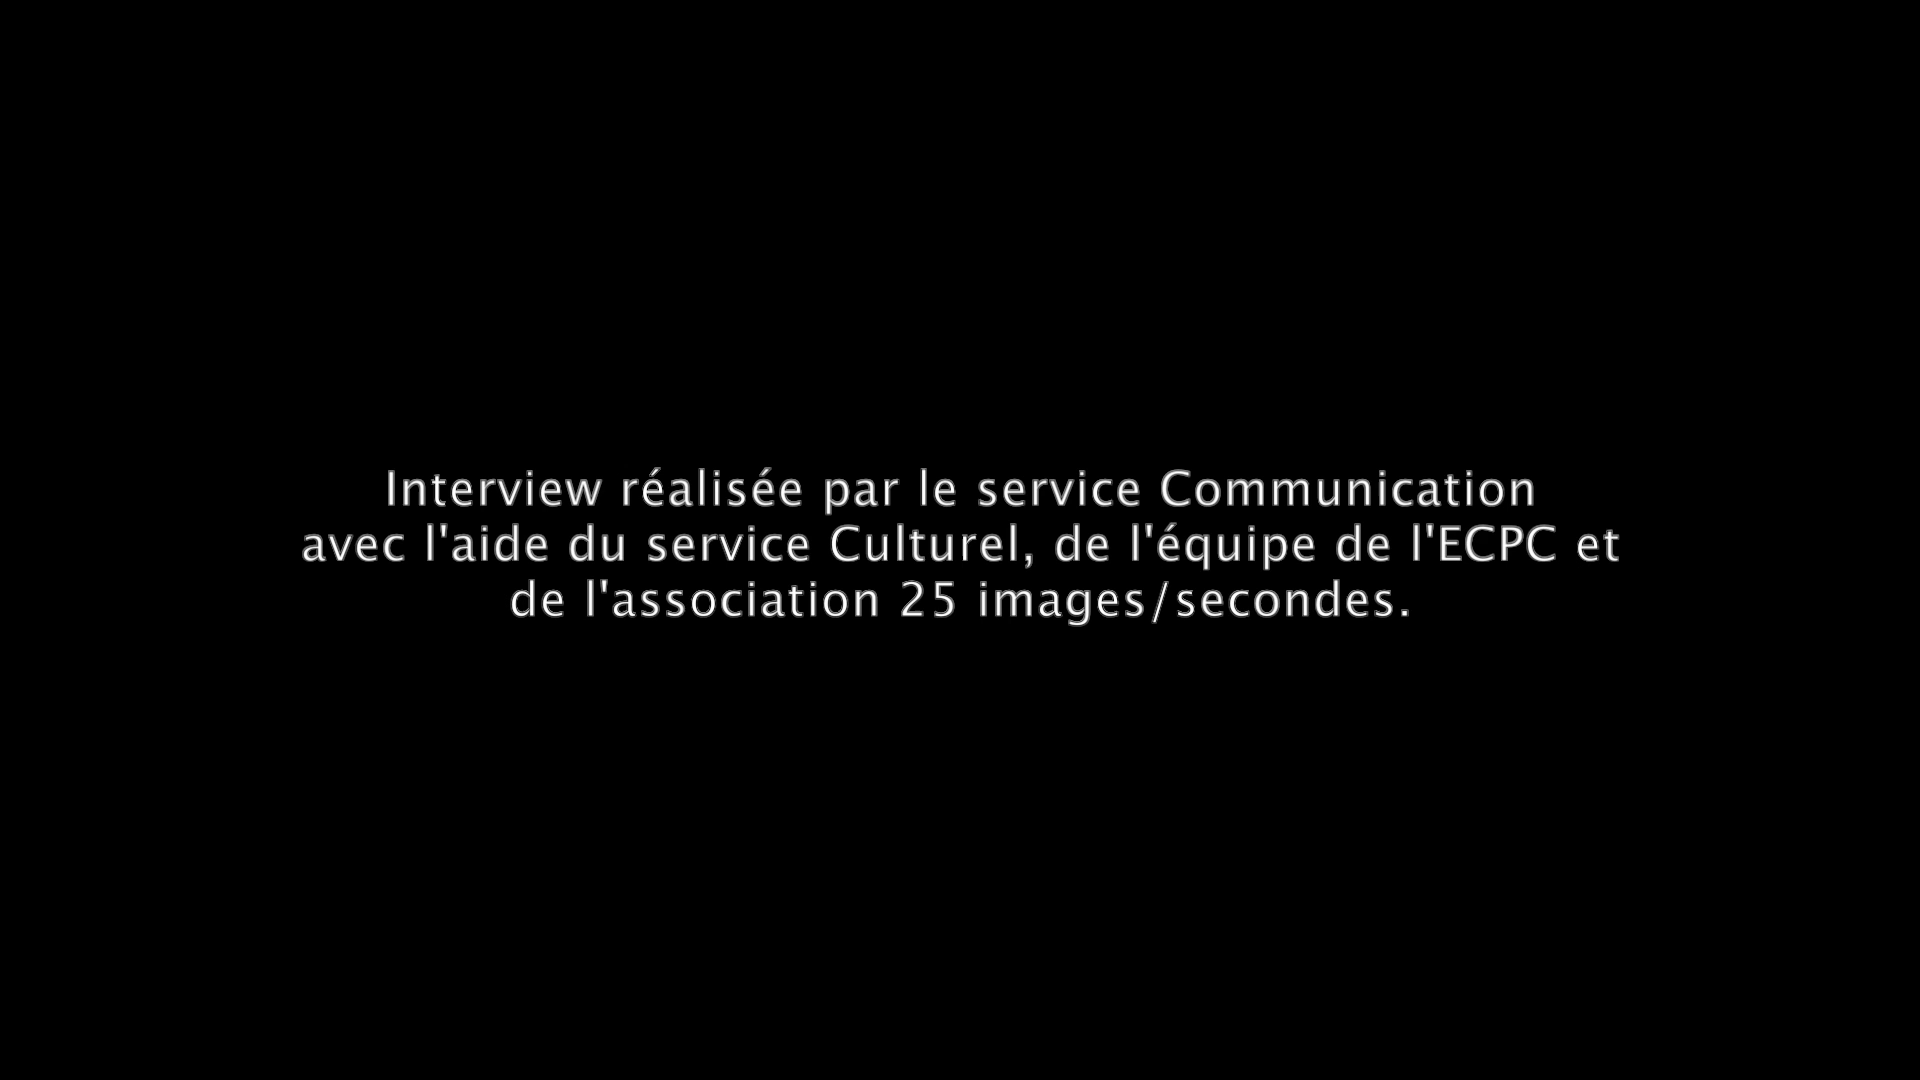 Interview réalisée par le service Communication
avec l'aide du service Culturel, de l'équipe de l'ECPC et
de l'association 25 images/secondes.